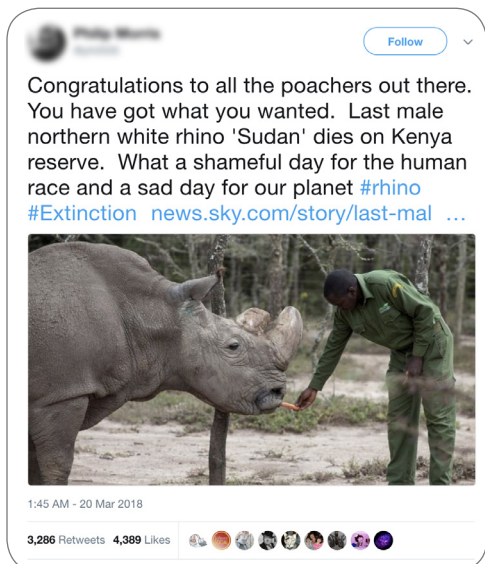 Follow
Congratulations to all the poachers out there.
You have got what you wanted.  Last male
northern white rhino 'Sudan' dies on Kenya
reserve.  What a shameful day for the human
race and a sad day for our planet #rhino
#Extinction  news.sky.com/story/last-mal  ...
1:45 AM - 20 Mar 2018
3,286 Retweets  4,389 Likes